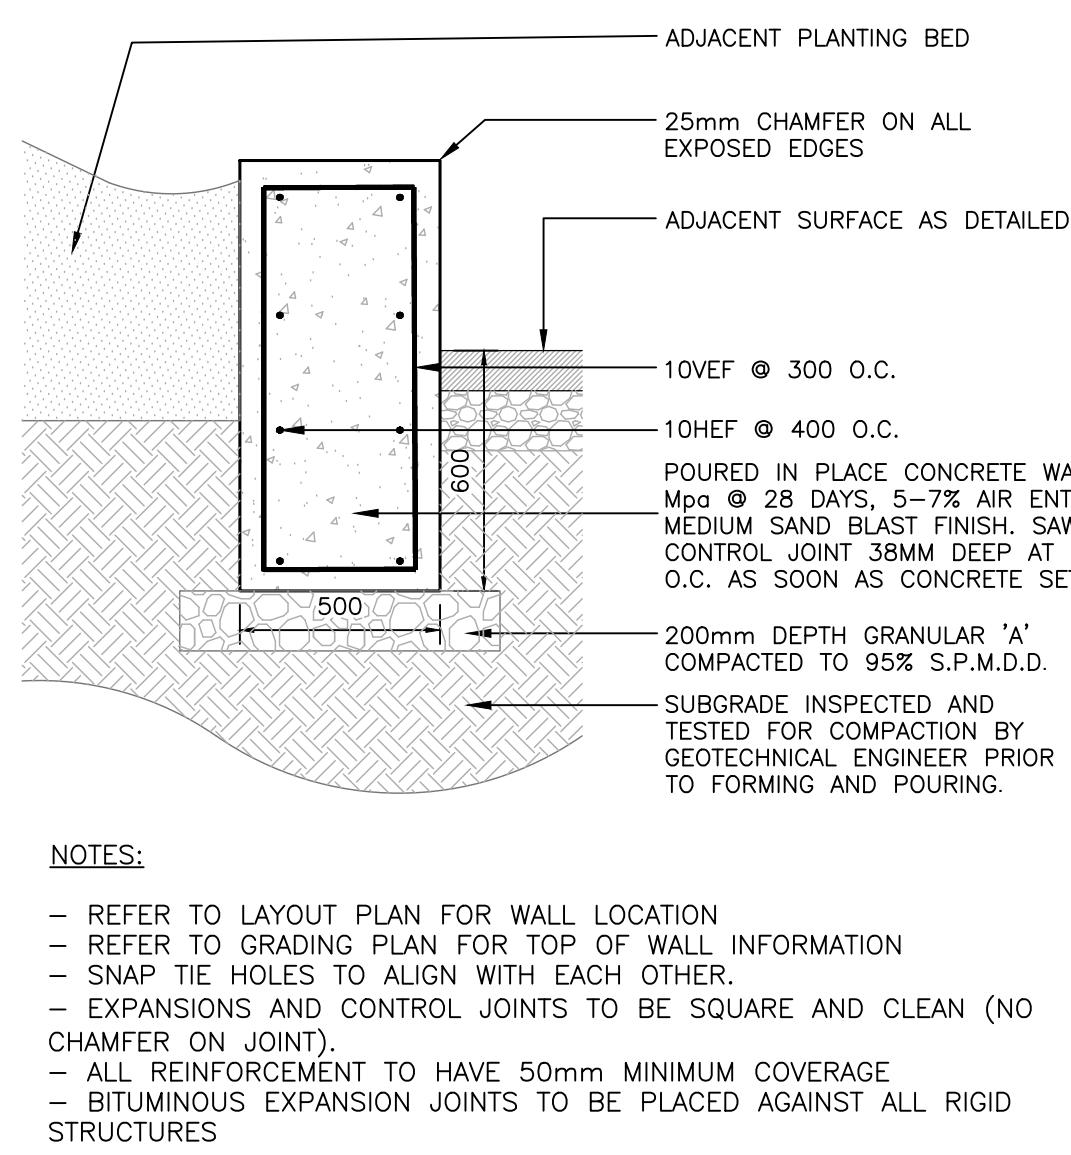 ADJACENT PLANTING BED
25mm CHAMFER ON ALL
EXPOSED EDGES
ADJACENT SURFACE AS DETAILED
10VEF @ 300 O.C.
10HEF @ 400 O.C.
POURED IN PLACE CONCRETE
Mpa @ 28 DAYS, 5-7% AIR
MEDIUM SAND BLAST FINISH.
CONTROL JOINT 38MM DEEP AT
O.C. AS SOON AS CONCRETE
600
500
200mm DEPTH GRANULAR 'A'
COMPACTED TO 95% S.P.M.D.D.
SUBGRADE INSPECTED AND
TESTED FOR COMPACTION BY
GEOTECHNICAL ENGINEER PRIOR
TO FORMING AND POURING.
NOTES:
- REFER TO LAYOUT PLAN FOR WALL LOCATION
- REFER TO GRADING PLAN FOR TOP OF WALL INFORMATION
- SNAP TIE HOLES TO ALIGN WITH EACH OTHER.
- EXPANSIONS AND CONTROL JOINTS TO BE SQUARE AND CLEAN (NO
CHAMFER ON JOINT).
- ALL REINFORCEMENT TO HAVE 50mm MINIMUM COVERAGE
- BITUMINOUS EXPANSION JOINTS TO BE PLACED AGAINST ALL RIGID
STRUCTURES